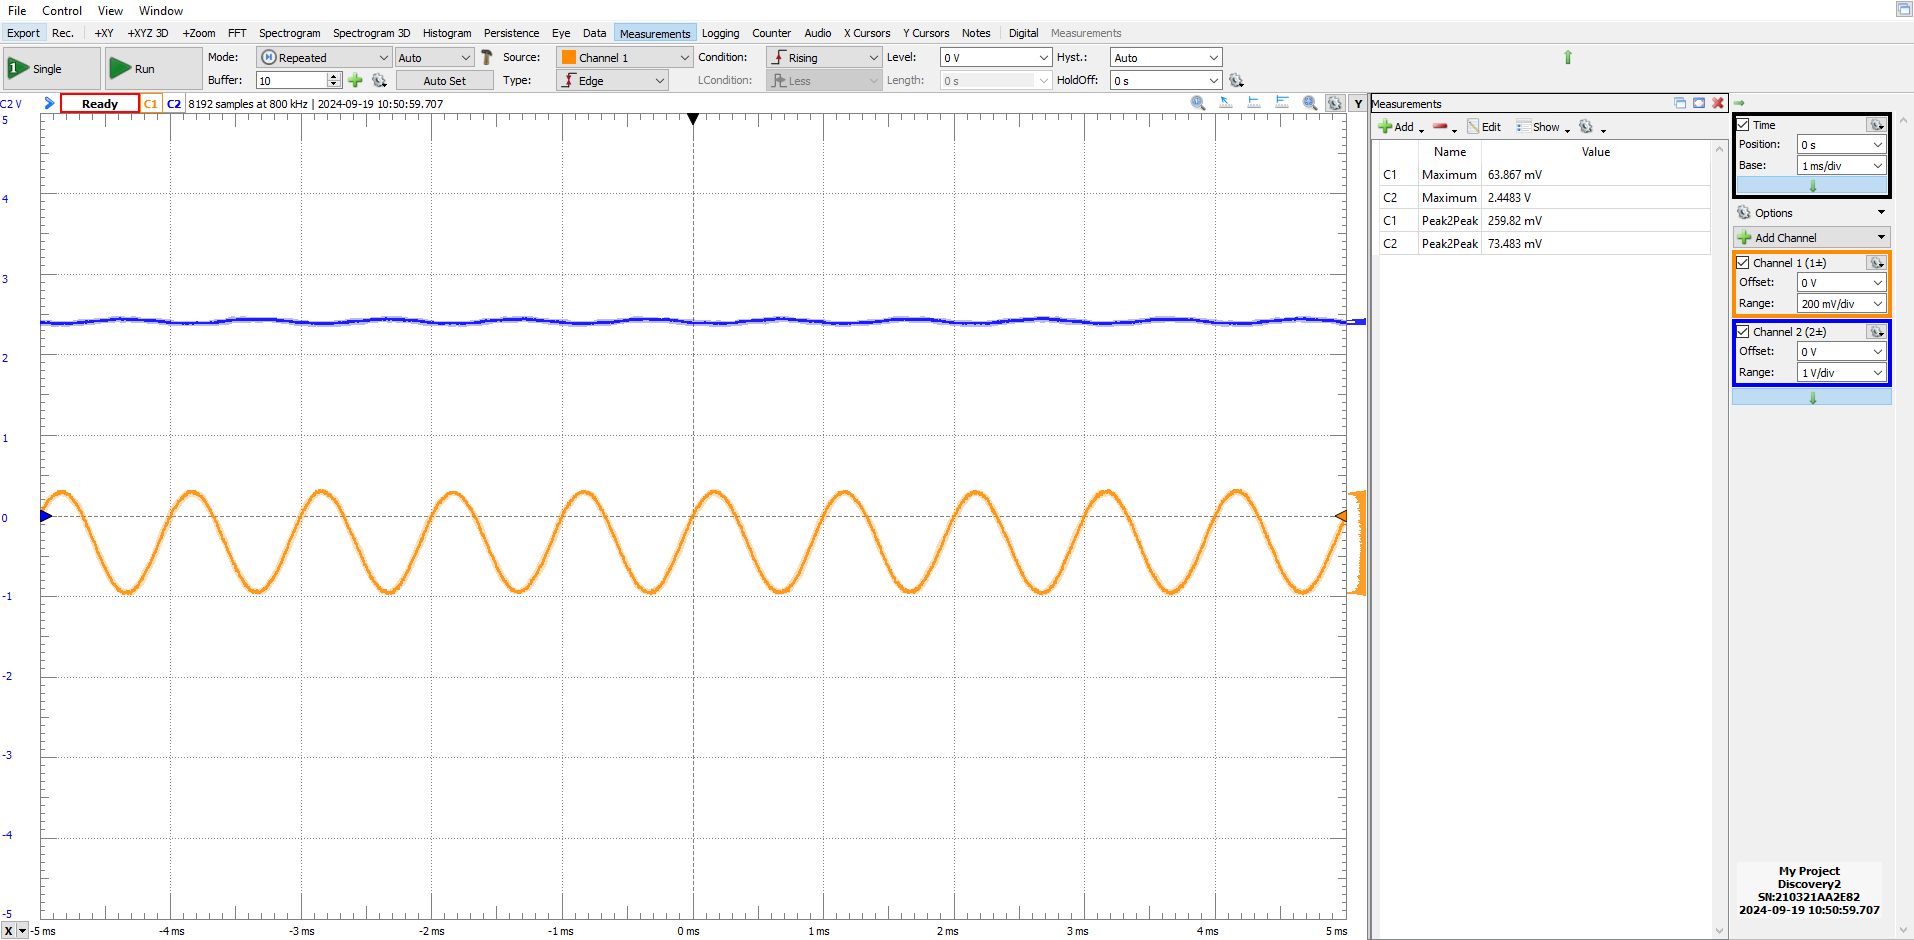 File Control View Window
Export Rec. +XY +XYZ 3D +Zoom FFT Spectrogram Spectrogram 3D Histogram Persistence Eye Data Measurements Logging Counter Audio X Cursors Y Cursors Notes Digital Measurements
1 Single Run Mode: Repeated Auto Source: Channel 1 Condition: Rising Level: 0 V Hyst.: Auto
Buffer: 10 Auto Set Type: Edge LCondition: Less Length: 0 s HoldOff: 0 s
C2 V Ready C1 C2 8192 samples at 800 kHz | 2024-09-19 10:50:59.707 Y
5
4
3
2
1
0
-1
-2
-3
-4
-5
X -5 ms -4 ms -3 ms -2 ms -1 ms 0 ms 1 ms 2 ms 3 ms 4 ms 5 ms
Measurements
Add Edit Show
Name Value
C1 Maximum 63.867 mV
C2 Maximum 2.4483 V
C1 Peak2Peak 259.82 mV
C2 Peak2Peak 73.483 mV
Time
Position: 0 s
Base: 1 ms/div
Options
Add Channel
Channel 1 (1±)
Offset: 0 V
Range: 200 mV/div
Channel 2 (2±)
Offset: 0 V
Range: 1 V/div
My Project
Discovery2
SN:210321AA2E82
2024-09-19 10:50:59.707